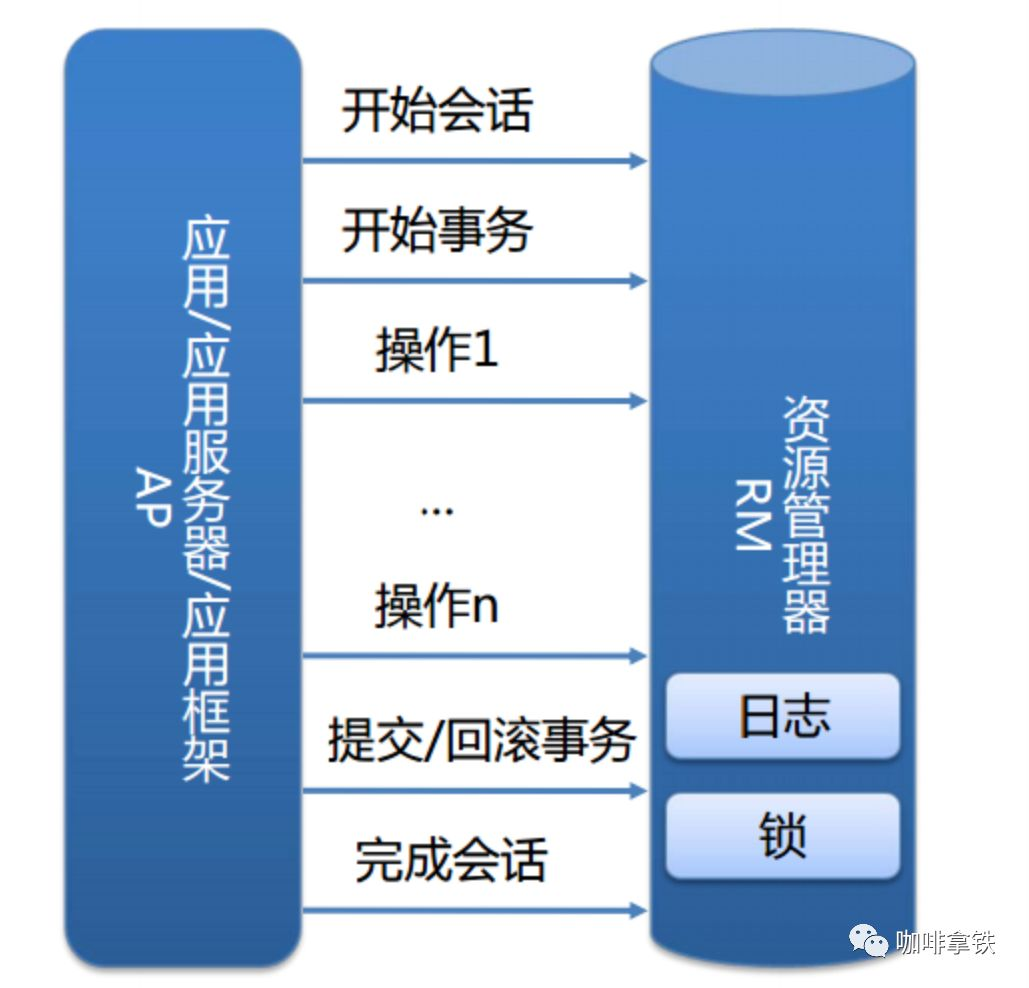 应用/应用服务器/应用框架
AP
开始会话
开始事务
操作1
...
操作n
提交/回滚事务
完成会话
资源管理器
RM
日志
锁
咖啡拿铁